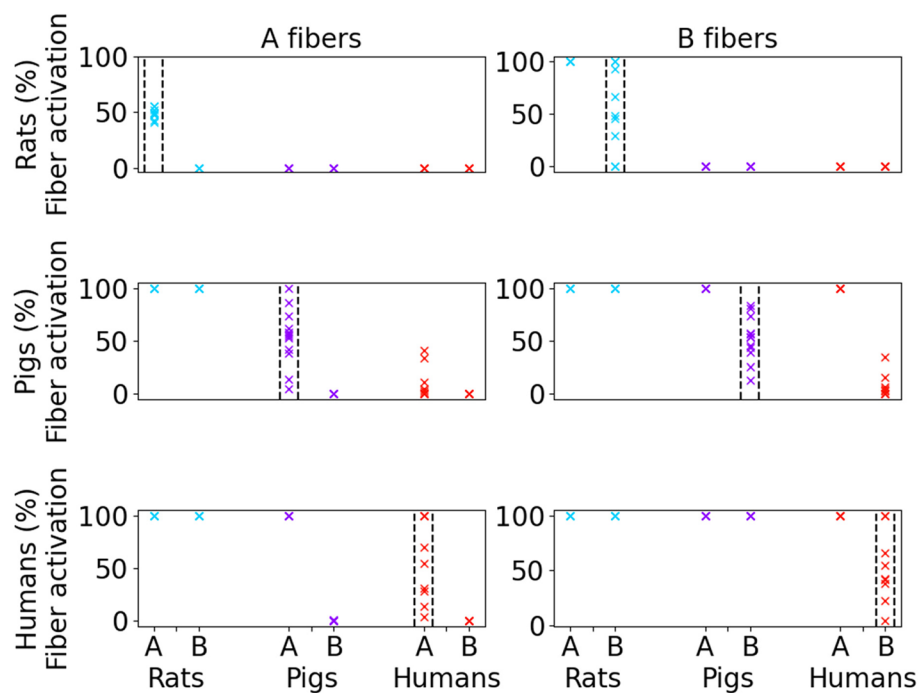 A fibers
B fibers
Rats (%)
Fiber activation
100
50
0
100
50
0
Pigs (%)
Fiber activation
100
50
0
100
50
0
Humans (%)
Fiber activation
100
50
0
100
50
0
A B A B A B
Rats Pigs Humans
A B A B A B
Rats Pigs Humans